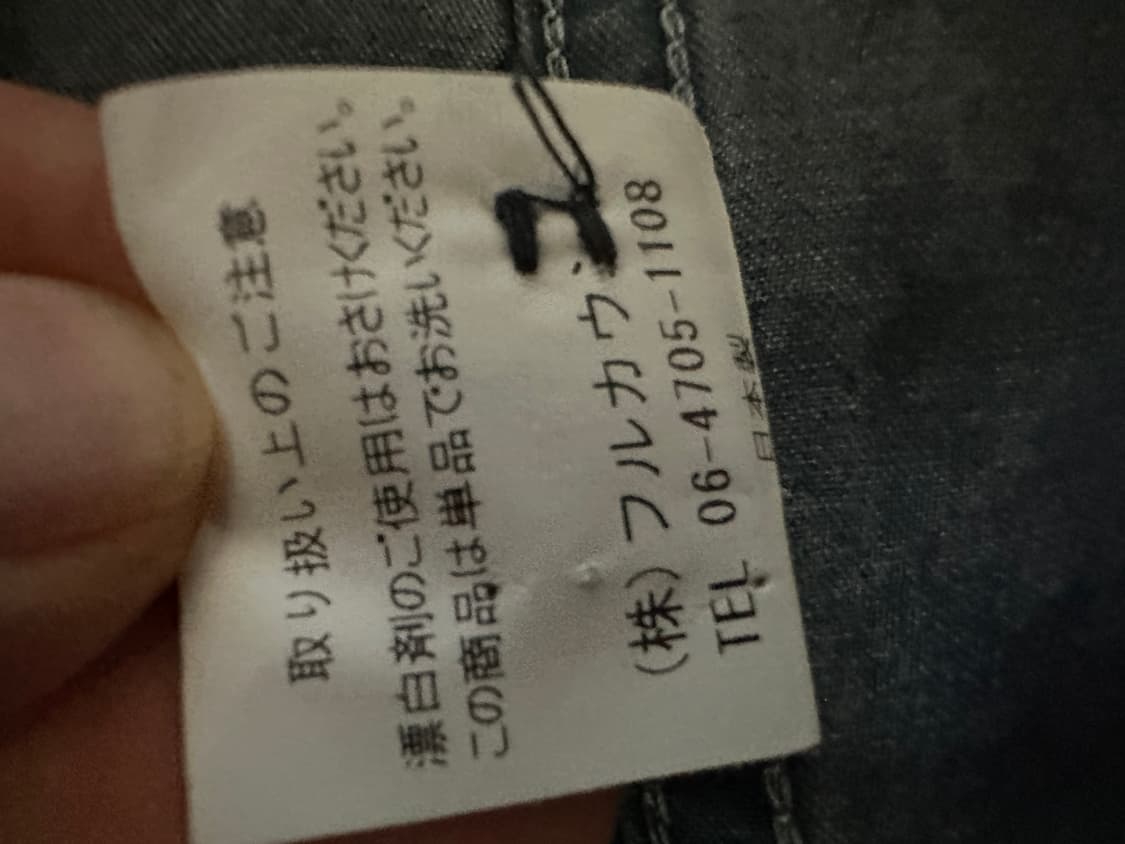 取り扱い上のご注意
漂白剤のご使用はおさけください。
この商品は単品でお洗いください。
(株)フルカウン
TEL 06-4705-1108
日本製